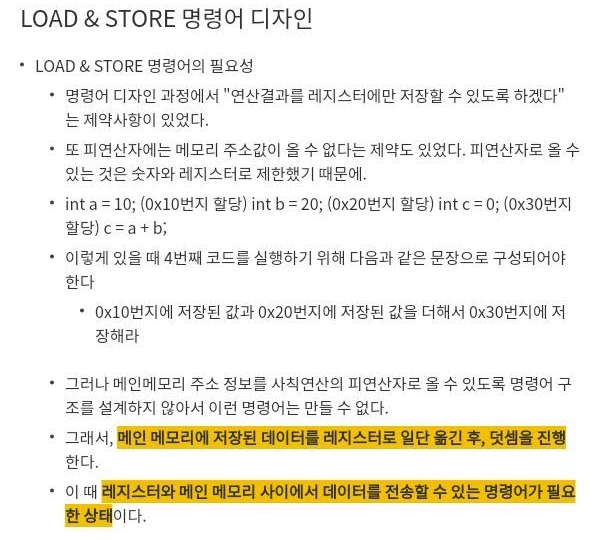 LOAD & STORE 명령어 디자인
• LOAD & STORE 명령어의 필요성
• 명령어 디자인 과정에서 "연산결과를 레지스터에만 저장할 수 있도록 하겠다"
는 제약사항이 있었다.
• 또 피연산자에는 메모리 주소값이 올 수 없다는 제약도 있었다. 피연산자로 올 수
있는 것은 숫자와 레지스터로 제한했기 때문에.
• int a = 10; (0x10번지 할당) int b = 20; (0x20번지 할당) int c = 0; (0x30번지
할당) c = a + b;
• 이렇게 있을 때 4번째 코드를 실행하기 위해 다음과 같은 문장으로 구성되어야
한다
• 0x10번지에 저장된 값과 0x20번지에 저장된 값을 더해서 0x30번지에 저
장해라
• 그러나 메인메모리 주소 정보를 사칙연산의 피연산자로 올 수 있도록 명령어 구
조를 설계하지 않아서 이런 명령어는 만들 수 없다.
• 그래서, 메인 메모리에 저장된 데이터를 레지스터로 일단 옮긴 후, 덧셈을 진행
한다.
• 이 때 레지스터와 메인 메모리 사이에서 데이터를 전송할 수 있는 명령어가 필요
한 상태이다.